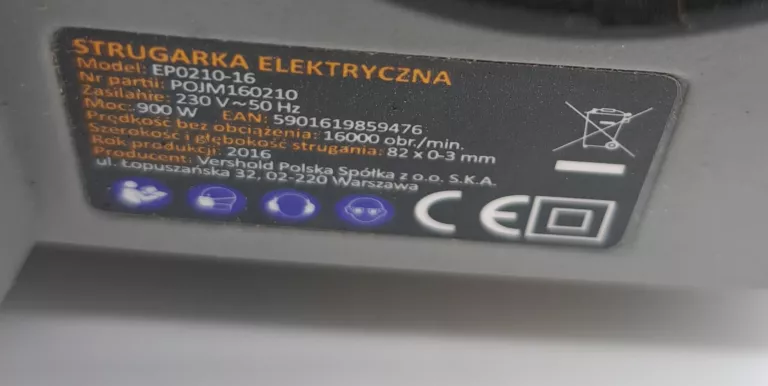 STRUGARKA ELEKTRYCZNA
Model: EP0210-16
Nr partii: POJM160210
Zasilanie: 230 V~50 Hz
Moc: 900 W EAN: 5901619859476
Prędkość bez obciążenia: 16000 obr./min.
Szerokość i głębokość strugania: 82 x 0-3 mm
Rok produkcji: 2016
Producent: Vershold Polska Spółka z o.o. S.K.A.
ul. Łopuszańska 32, 02-220 Warszawa
CE